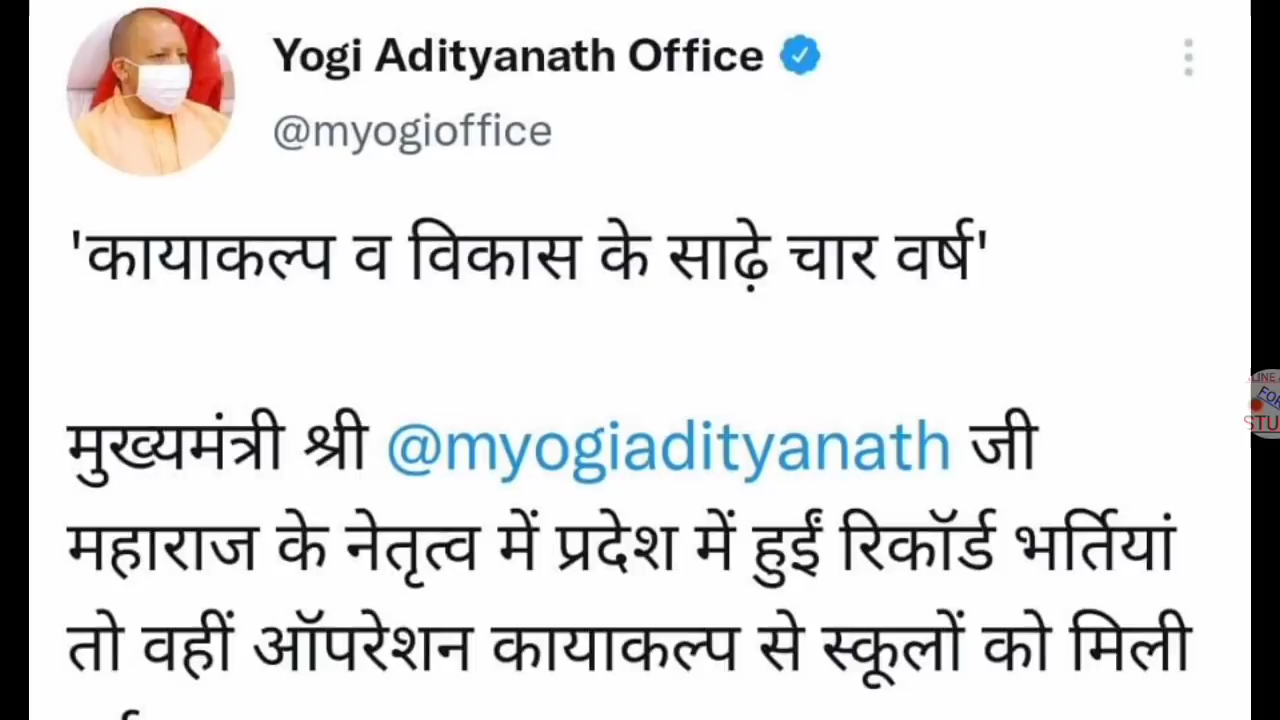 Yogi Adityanath Office
@myogioffice
'कायाकल्प व विकास के साढ़े चार वर्ष'
मुख्यमंत्री श्री @myogiadityanath जी
महाराज के नेतृत्व में प्रदेश में हुईं रिकॉर्ड भर्तियां
तो वहीं ऑपरेशन कायाकल्प से स्कूलों को मिली